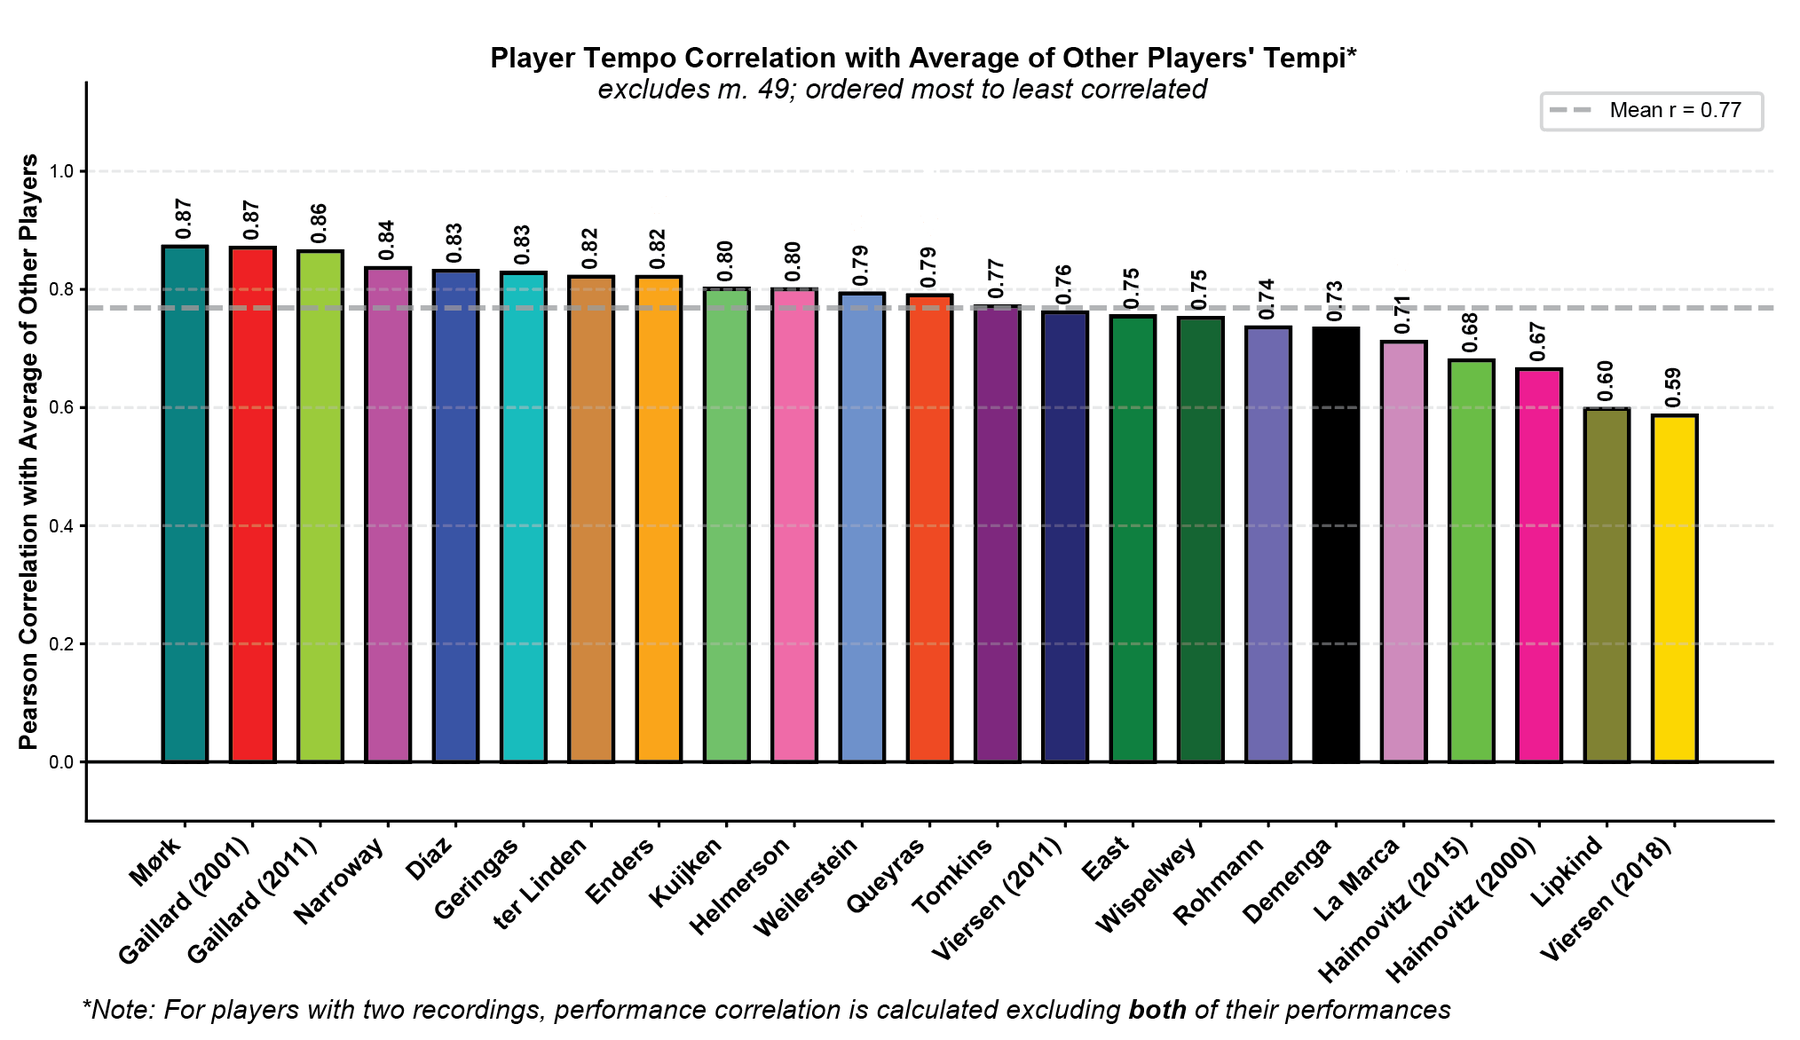 Player Tempo Correlation with Average of Other Players' Tempi*
excludes m. 49; ordered most to least correlated
Mean r = 0.77
Pearson Correlation with Average of Other Players
1.0
0.8
0.6
0.4
0.2
0.0
0.87
0.87
0.86
0.84
0.83
0.83
0.82
0.82
0.80
0.80
0.79
0.79
0.77
0.76
0.75
0.75
0.74
0.73
0.71
0.68
0.67
0.60
0.59
Mørk
Gaillard (2001)
Gaillard (2011)
Narroway
Díaz
Geringas
ter Linden
Enders
Kuijken
Helmerson
Weilerstein
Queyras
Tomkins
Viersen (2011)
East
Wispelwey
Rohmann
Demenga
La Marca
Haimovitz (2015)
Haimovitz (2000)
Lipkind
Viersen (2018)
*Note: For players with two recordings, performance correlation is calculated excluding both of their performances